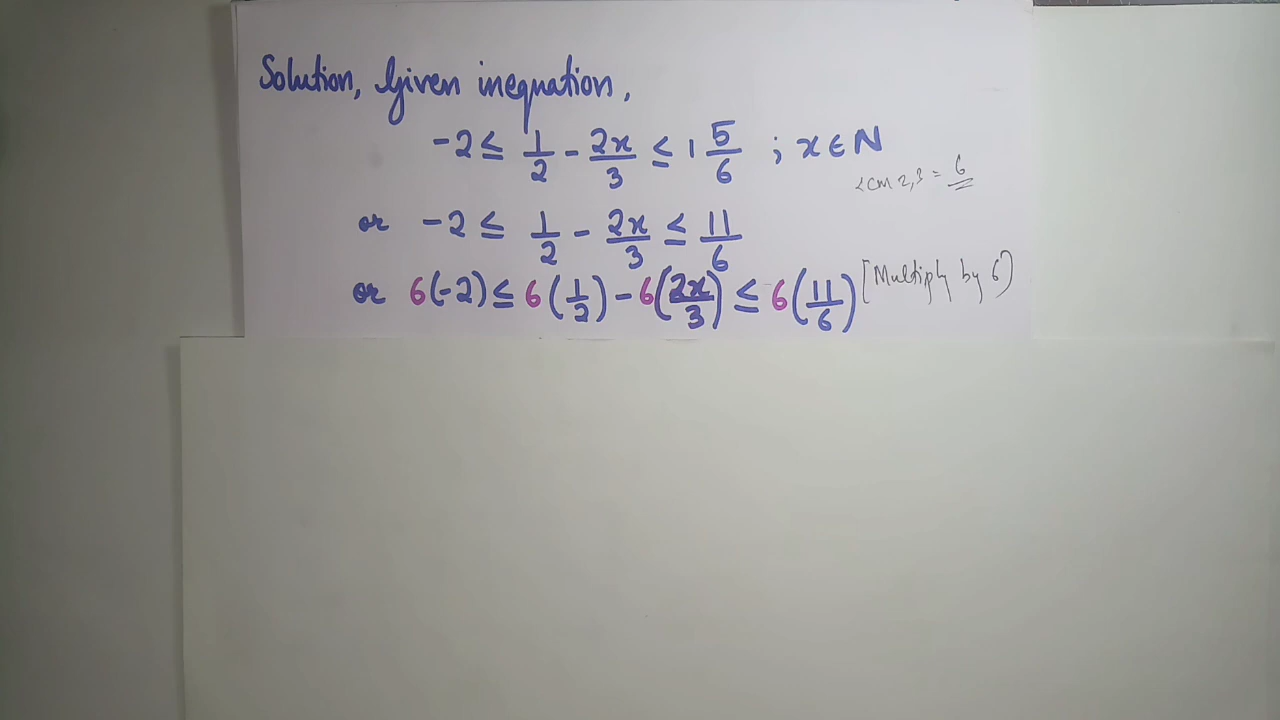 Solution, Given inequation,
-2 ≤ 1/2 - 2x/3 ≤ 1 5/6 ; x ∈ N
LCM 2,3 = 6
or -2 ≤ 1/2 - 2x/3 ≤ 11/6
or 6(-2) ≤ 6(1/2) - 6(2x/3) ≤ 6(11/6) [Multiply by 6)